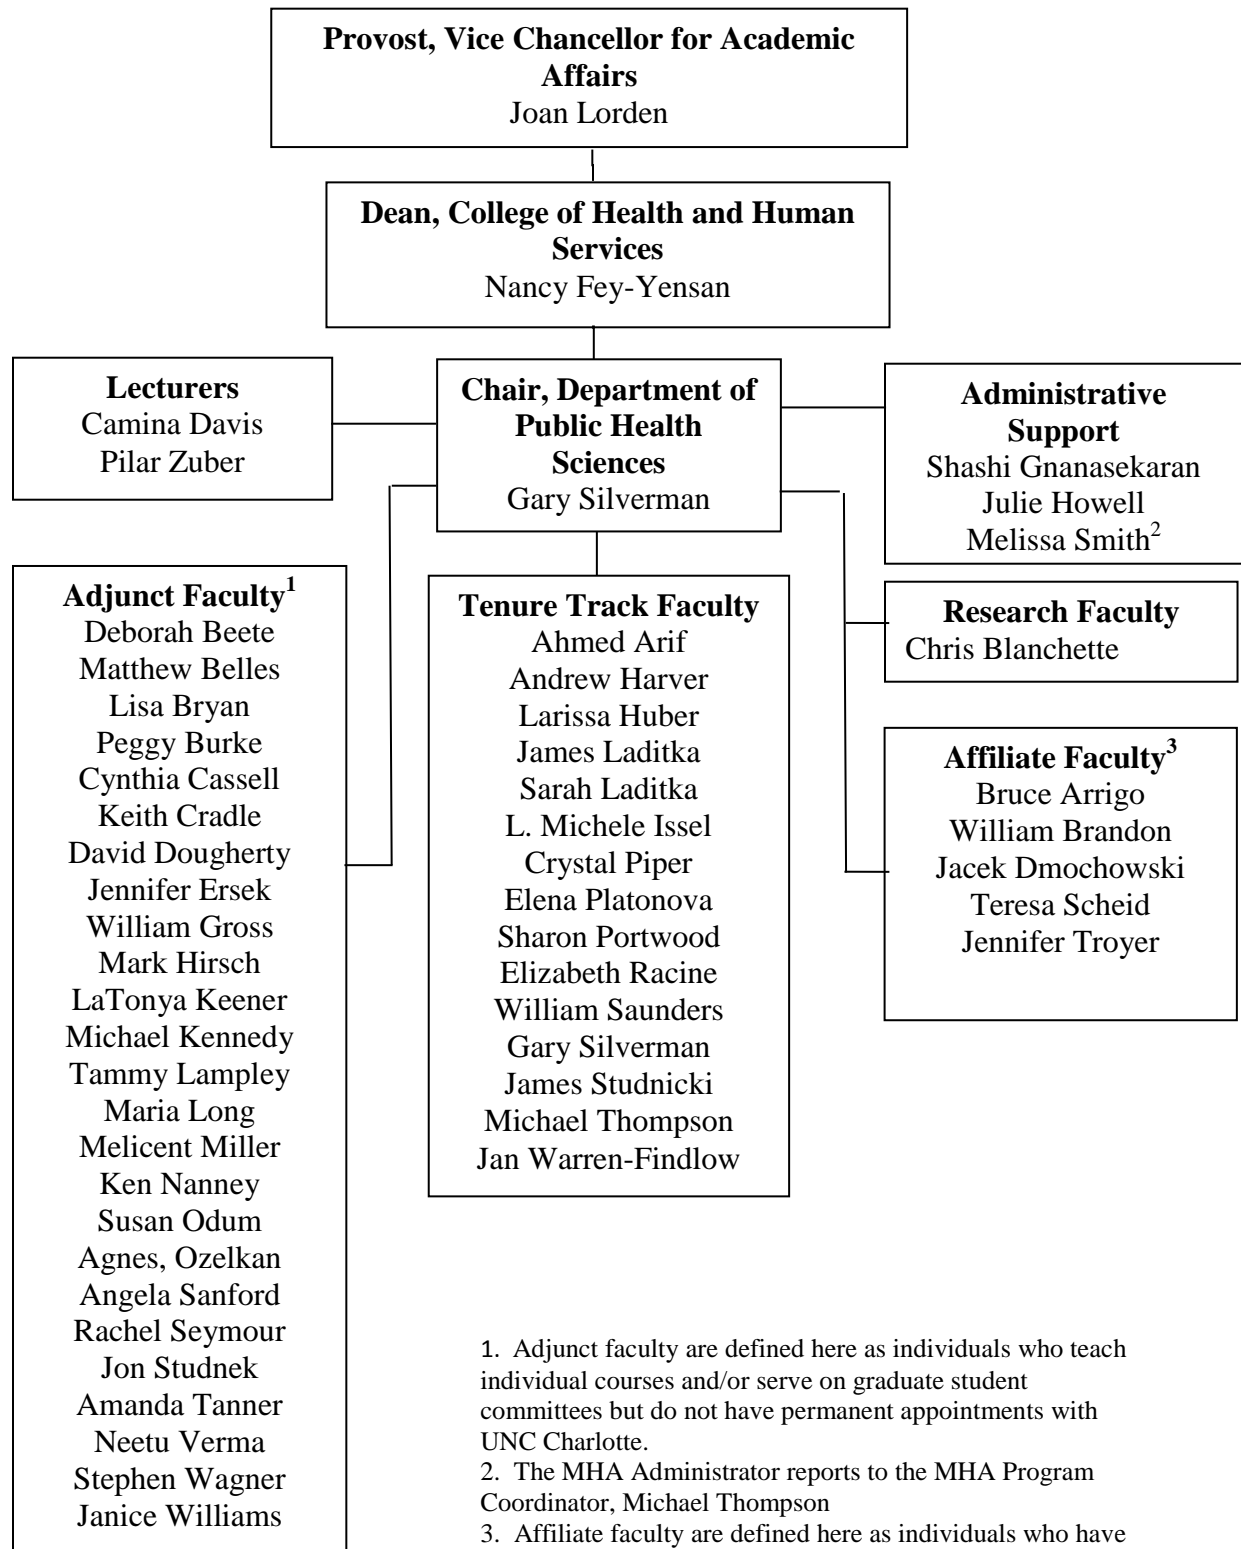 Provost, Vice Chancellor for Academic
Affairs
Joan Lorden
Dean, College of Health and Human
Services
Nancy Fey-Yensan
Lecturers
Camina Davis
Pilar Zuber
Chair, Department of
Public Health
Sciences
Gary Silverman
Administrative
Support
Shashi Gnanasekaran
Julie Howell
Melissa Smith2
Adjunct Faculty1
Deborah Beete
Matthew Belles
Lisa Bryan
Peggy Burke
Cynthia Cassell
Keith Cradle
David Dougherty
Jennifer Ersek
William Gross
Mark Hirsch
LaTonya Keener
Michael Kennedy
Tammy Lampley
Maria Long
Melicent Miller
Ken Nanney
Susan Odum
Agnes, Ozelkan
Angela Sanford
Rachel Seymour
Jon Studnek
Amanda Tanner
Neetu Verma
Stephen Wagner
Janice Williams
Tenure Track Faculty
Ahmed Arif
Andrew Harver
Larissa Huber
James Laditka
Sarah Laditka
L. Michele Issel
Crystal Piper
Elena Platonova
Sharon Portwood
Elizabeth Racine
William Saunders
Gary Silverman
James Studnicki
Michael Thompson
Jan Warren-Findlow
Research Faculty
Chris Blanchette
Affiliate Faculty3
Bruce Arrigo
William Brandon
Jacek Dmochowski
Teresa Scheid
Jennifer Troyer
1. Adjunct faculty are defined here as individuals who teach
individual courses and/or serve on graduate student
committees but do not have permanent appointments with
UNC Charlotte.
2. The MHA Administrator reports to the MHA Program
Coordinator, Michael Thompson
3. Affiliate faculty are defined here as individuals who have